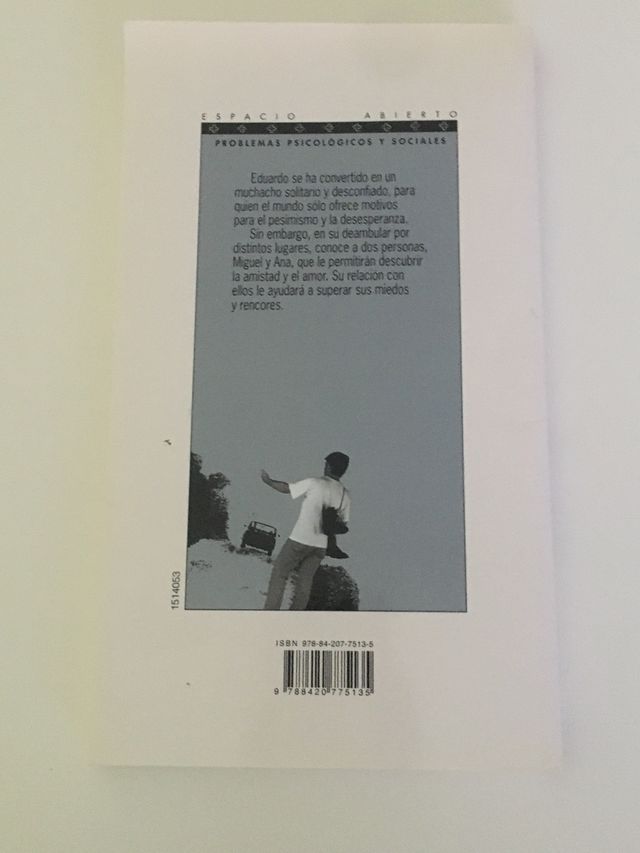 ESPACIO ABIERTO
PROBLEMAS PSICOLÓGICOS Y SOCIALES
Eduardo se ha convertido en un
muchacho solitario y desconfiado, para
quien el mundo sólo ofrece motivos
para el pesimismo y la desesperanza.
Sin embargo, en su deambular por
distintos lugares, conoce a dos personas,
Miguel y Ana, que le permitirán descubrir
la amistad y el amor. Su relación con
ellos le ayudará a superar sus miedos
y rencores.
1514053
ISBN 978-84-207-7513-5
9 788420 775135